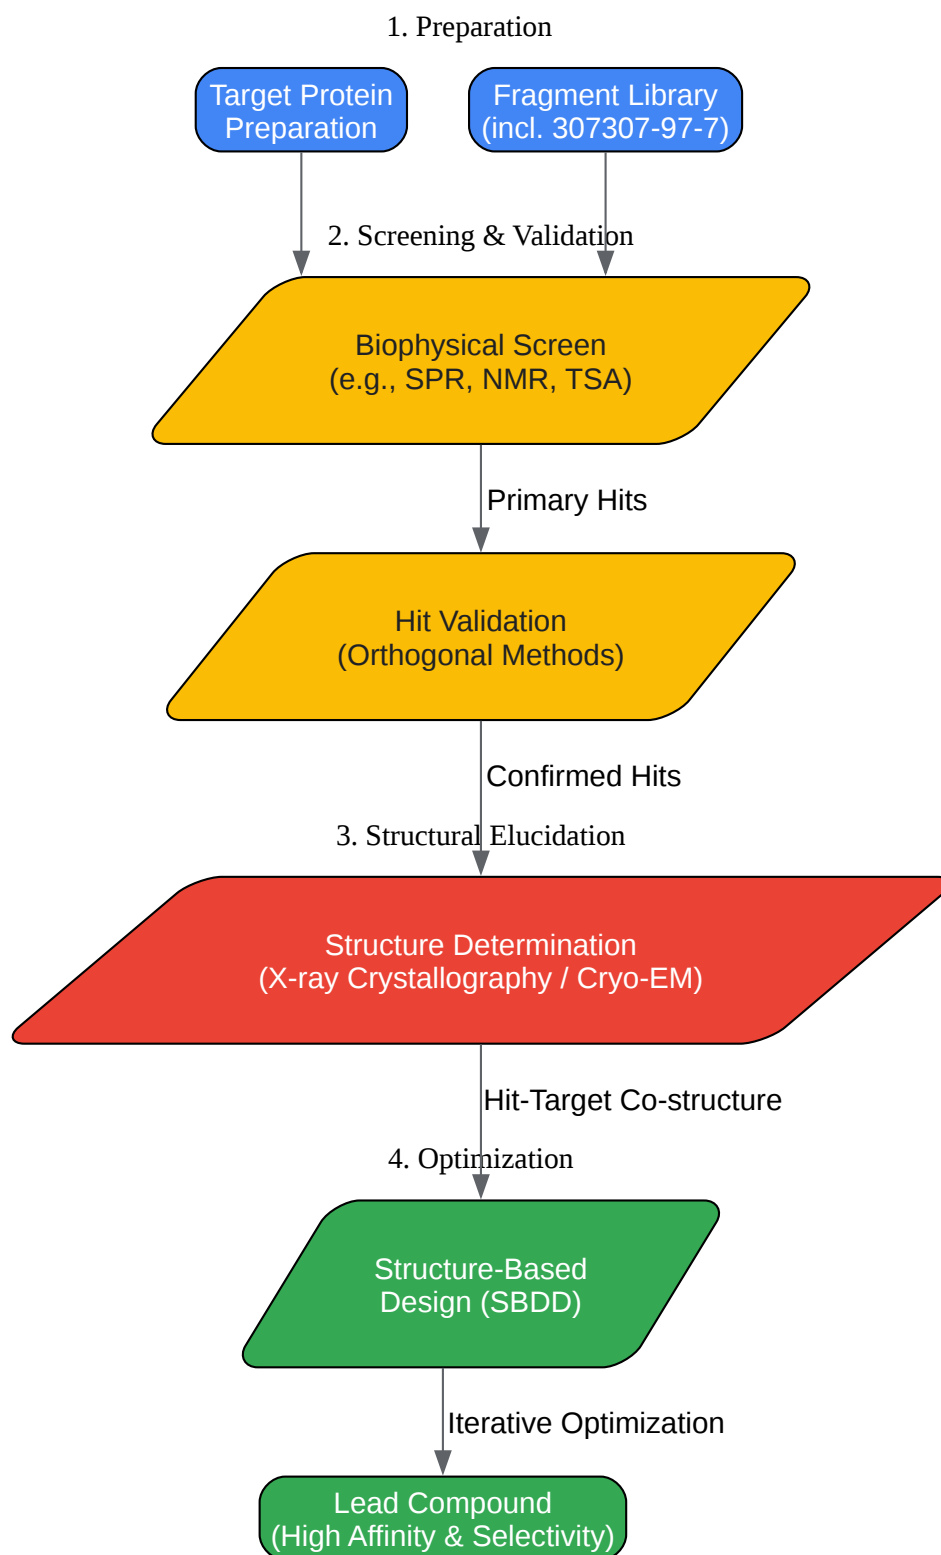 1. Preparation
Target Protein
Preparation
Fragment Library
(incl. 307307-97-7)
2. Screening & Validation
Biophysical Screen
(e.g., SPR, NMR, TSA)
Primary Hits
Hit Validation
(Orthogonal Methods)
Confirmed Hits
3. Structural Elucidation
Structure Determination
(X-ray Crystallography / Cryo-EM)
Hit-Target Co-structure
4. Optimization
Structure-Based
Design (SBDD)
Iterative Optimization
Lead Compound
(High Affinity & Selectivity)